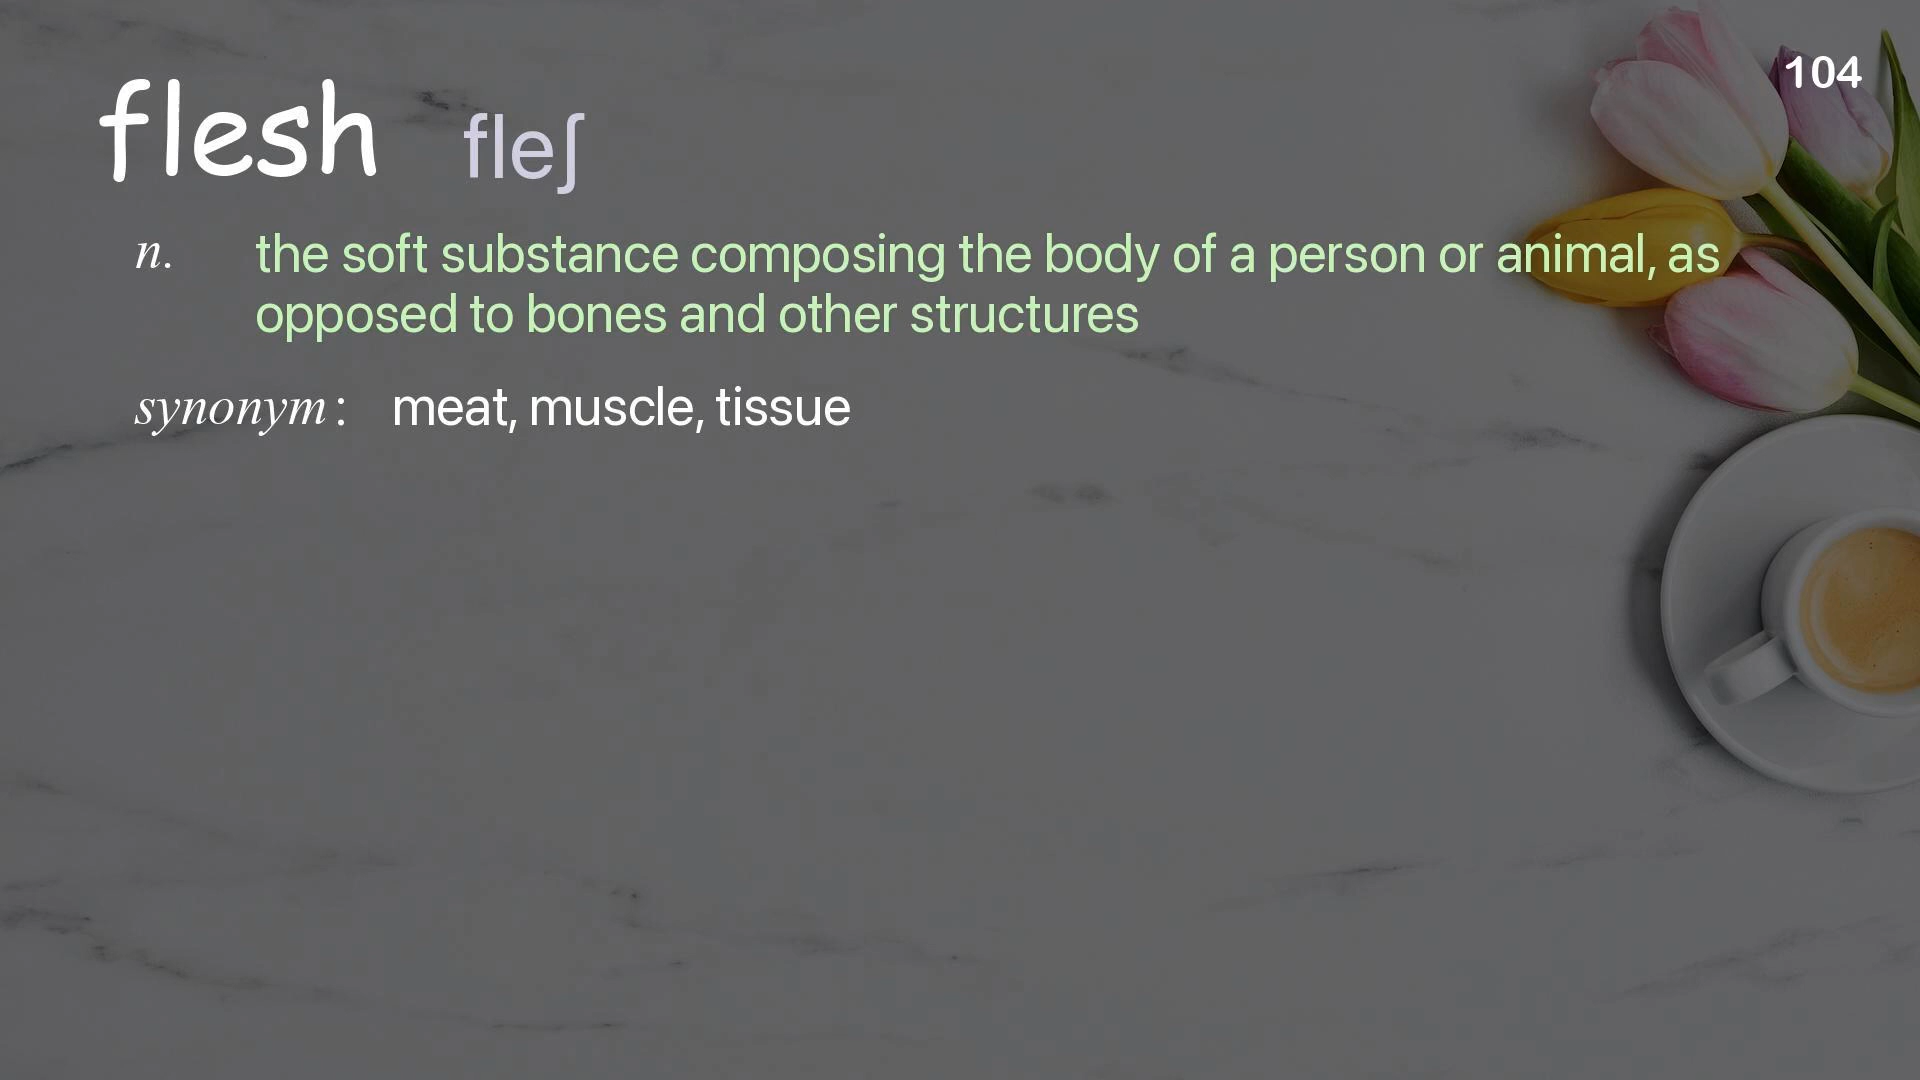 104
flesh fleʃ
n. the soft substance composing the body of a person or animal, as
opposed to bones and other structures
synonym: meat, muscle, tissue